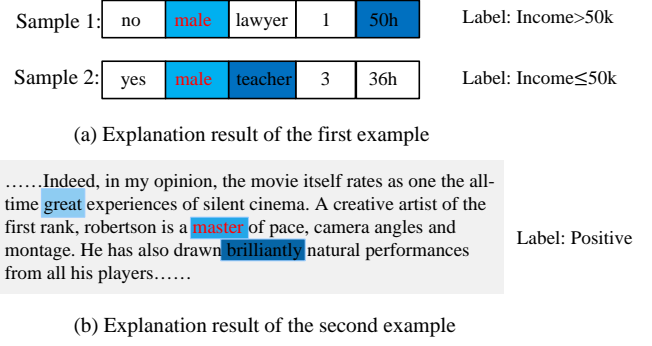 Sample 1: no male lawyer 1 50h Label: Income>50k
Sample 2: yes male teacher 3 36h Label: Income≤50k
(a) Explanation result of the first example
……Indeed, in my opinion, the movie itself rates as one the all-
time great experiences of silent cinema. A creative artist of the
first rank, robertson is a master of pace, camera angles and
montage. He has also drawn brilliantly natural performances
from all his players……
Label: Positive
(b) Explanation result of the second example